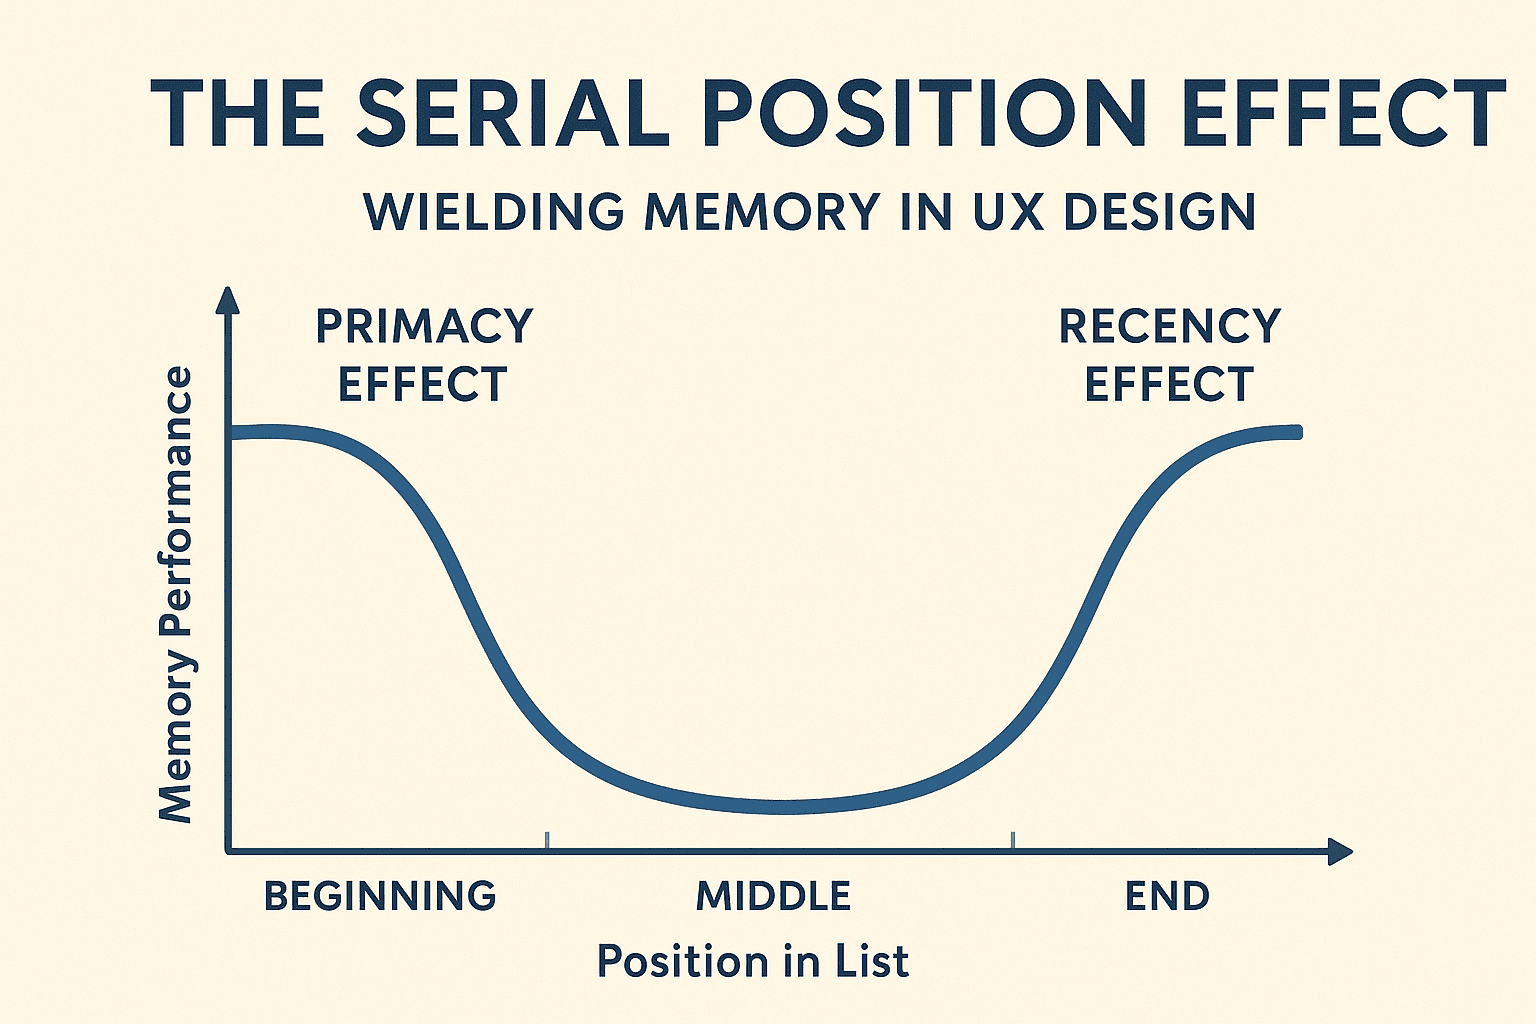 THE SERIAL POSITION EFFECT
WIELDING MEMORY IN UX DESIGN
PRIMACY
EFFECT
RECENCY
EFFECT
Memory Performance
BEGINNING
MIDDLE
END
Position in List